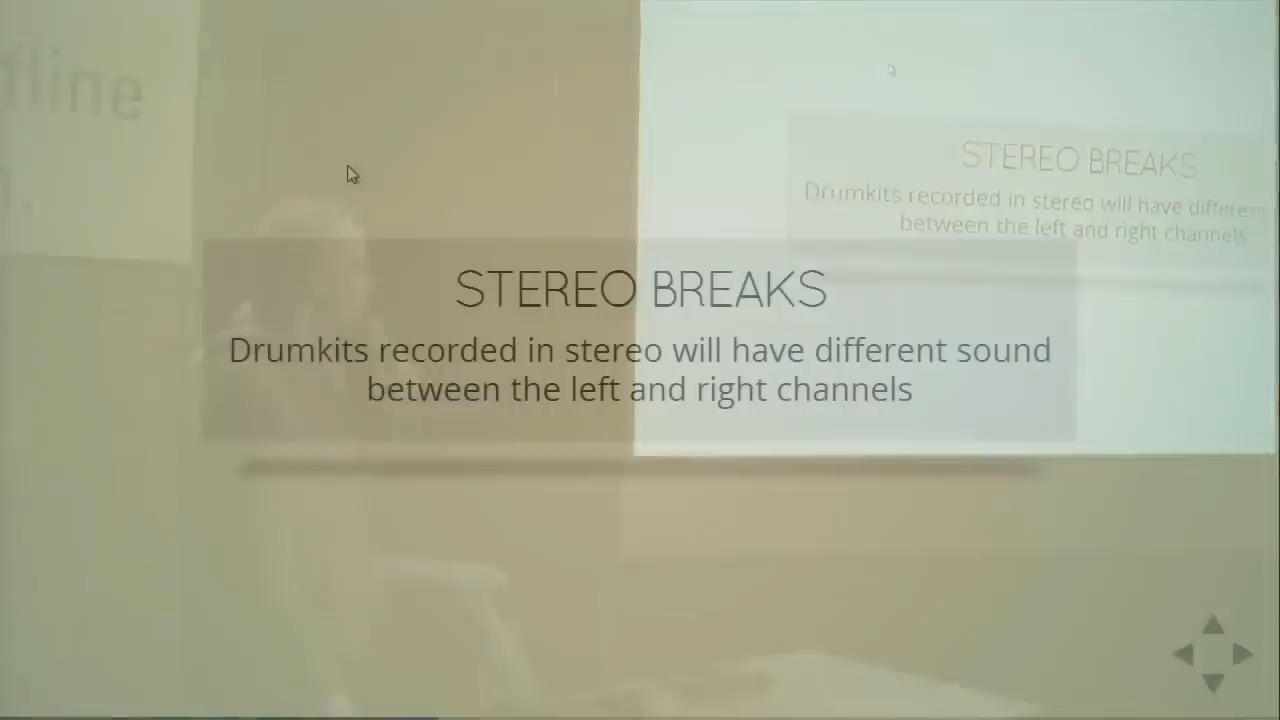 fline
STEREO BREAKS
Drumkits recorded in stereo will have different
between the left and right channels
STEREO BREAKS
Drumkits recorded in stereo will have different sound
between the left and right channels